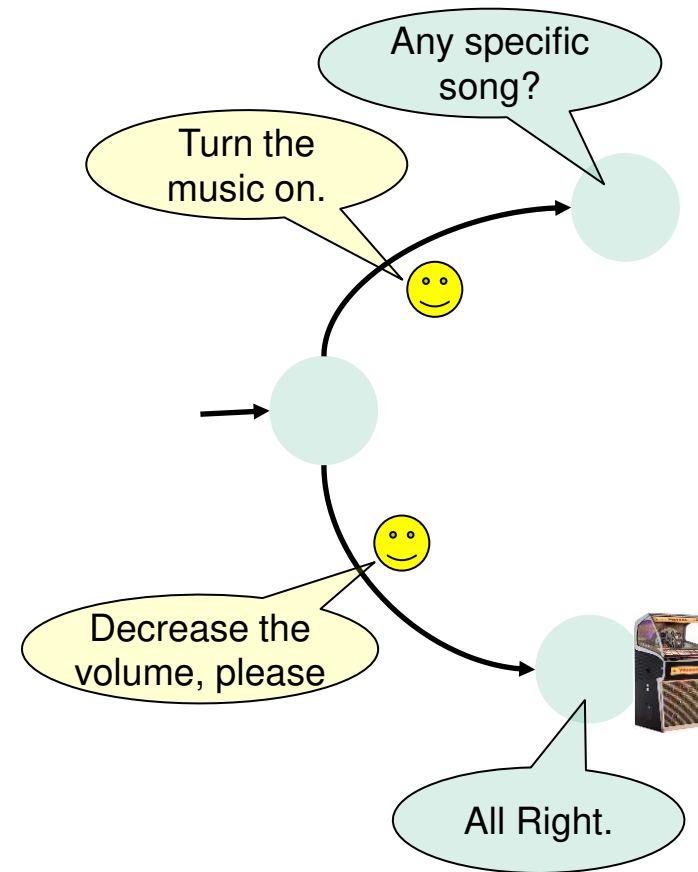 Any specific
song?
Turn the
music on.
Decrease the
volume, please
All Right.